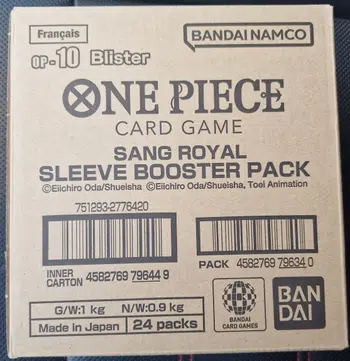 Français
BANDAI NAMCO
OP-10 Blister
ONE PIECE
CARD GAME
SANG ROYAL
SLEEVE BOOSTER PACK
©Eiichiro Oda/Shueisha ©Eiichiro Oda/Shueisha, Toei Animation
751293-2776420
INNER CARTON 4582769 79644 9
PACK 4582769 79634 0
G/W:1 kg N/W:0.9 kg
Made in Japan 24 packs
BANDAI CARD GAMES
BANDAI